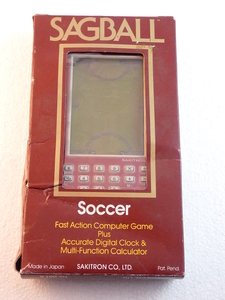 SAGBALL
Soccer
Fast Action Computer Game
Plus
Accurate Digital Clock &
Multi-Function Calculator
Made in Japan
SAKITRON CO., LTD.
Pat. Pend.